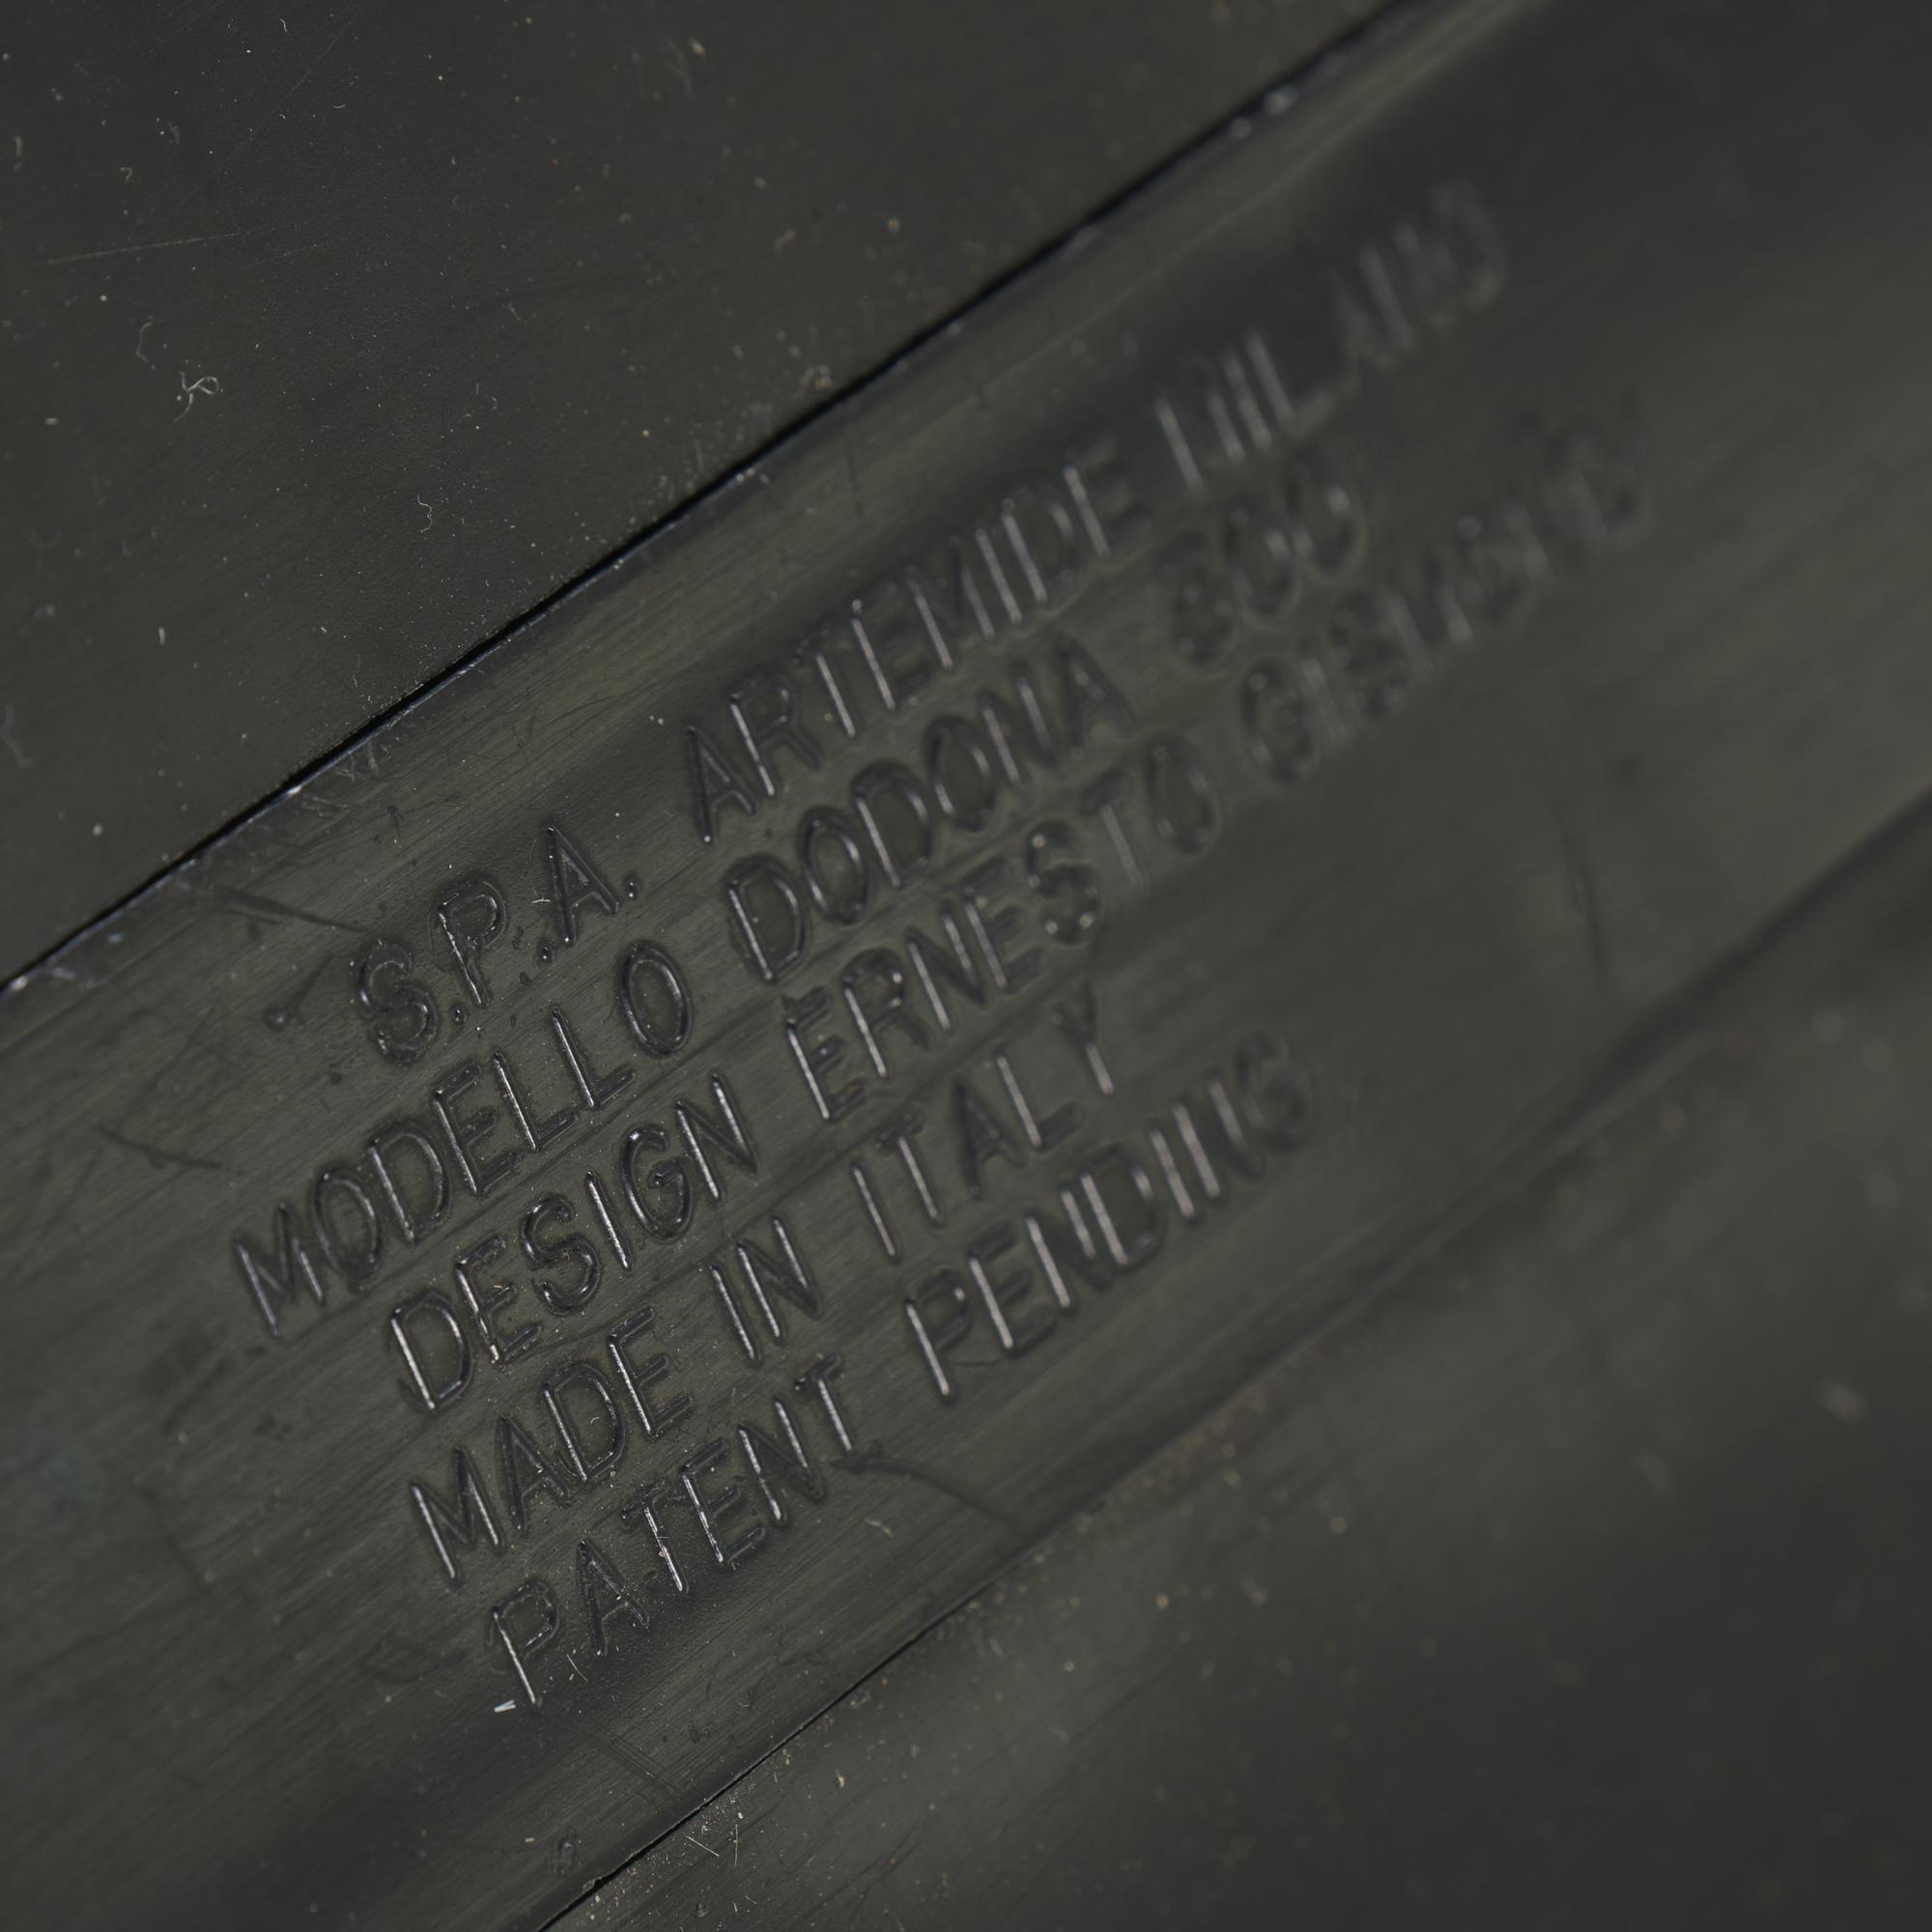 S.P.A. ARTEMIDE MILANO
MODELLO DODONA 300
DESIGN ERNESTO GISMONDI
MADE IN ITALY
PATENT PENDING